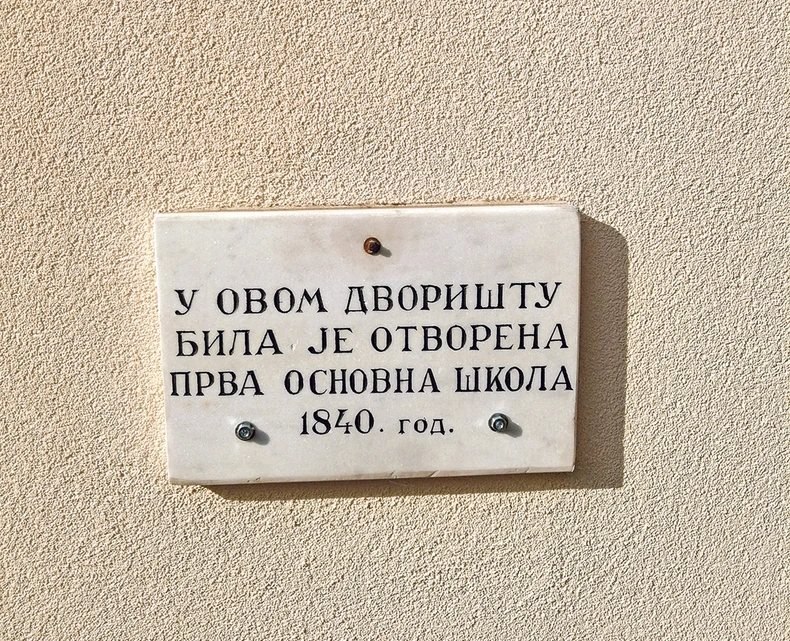 У ОВОМ ДВОРИШТУ
БИЛА ЈЕ ОТВОРЕНА
ПРВА ОСНОВНА ШКОЛА
1840. год.